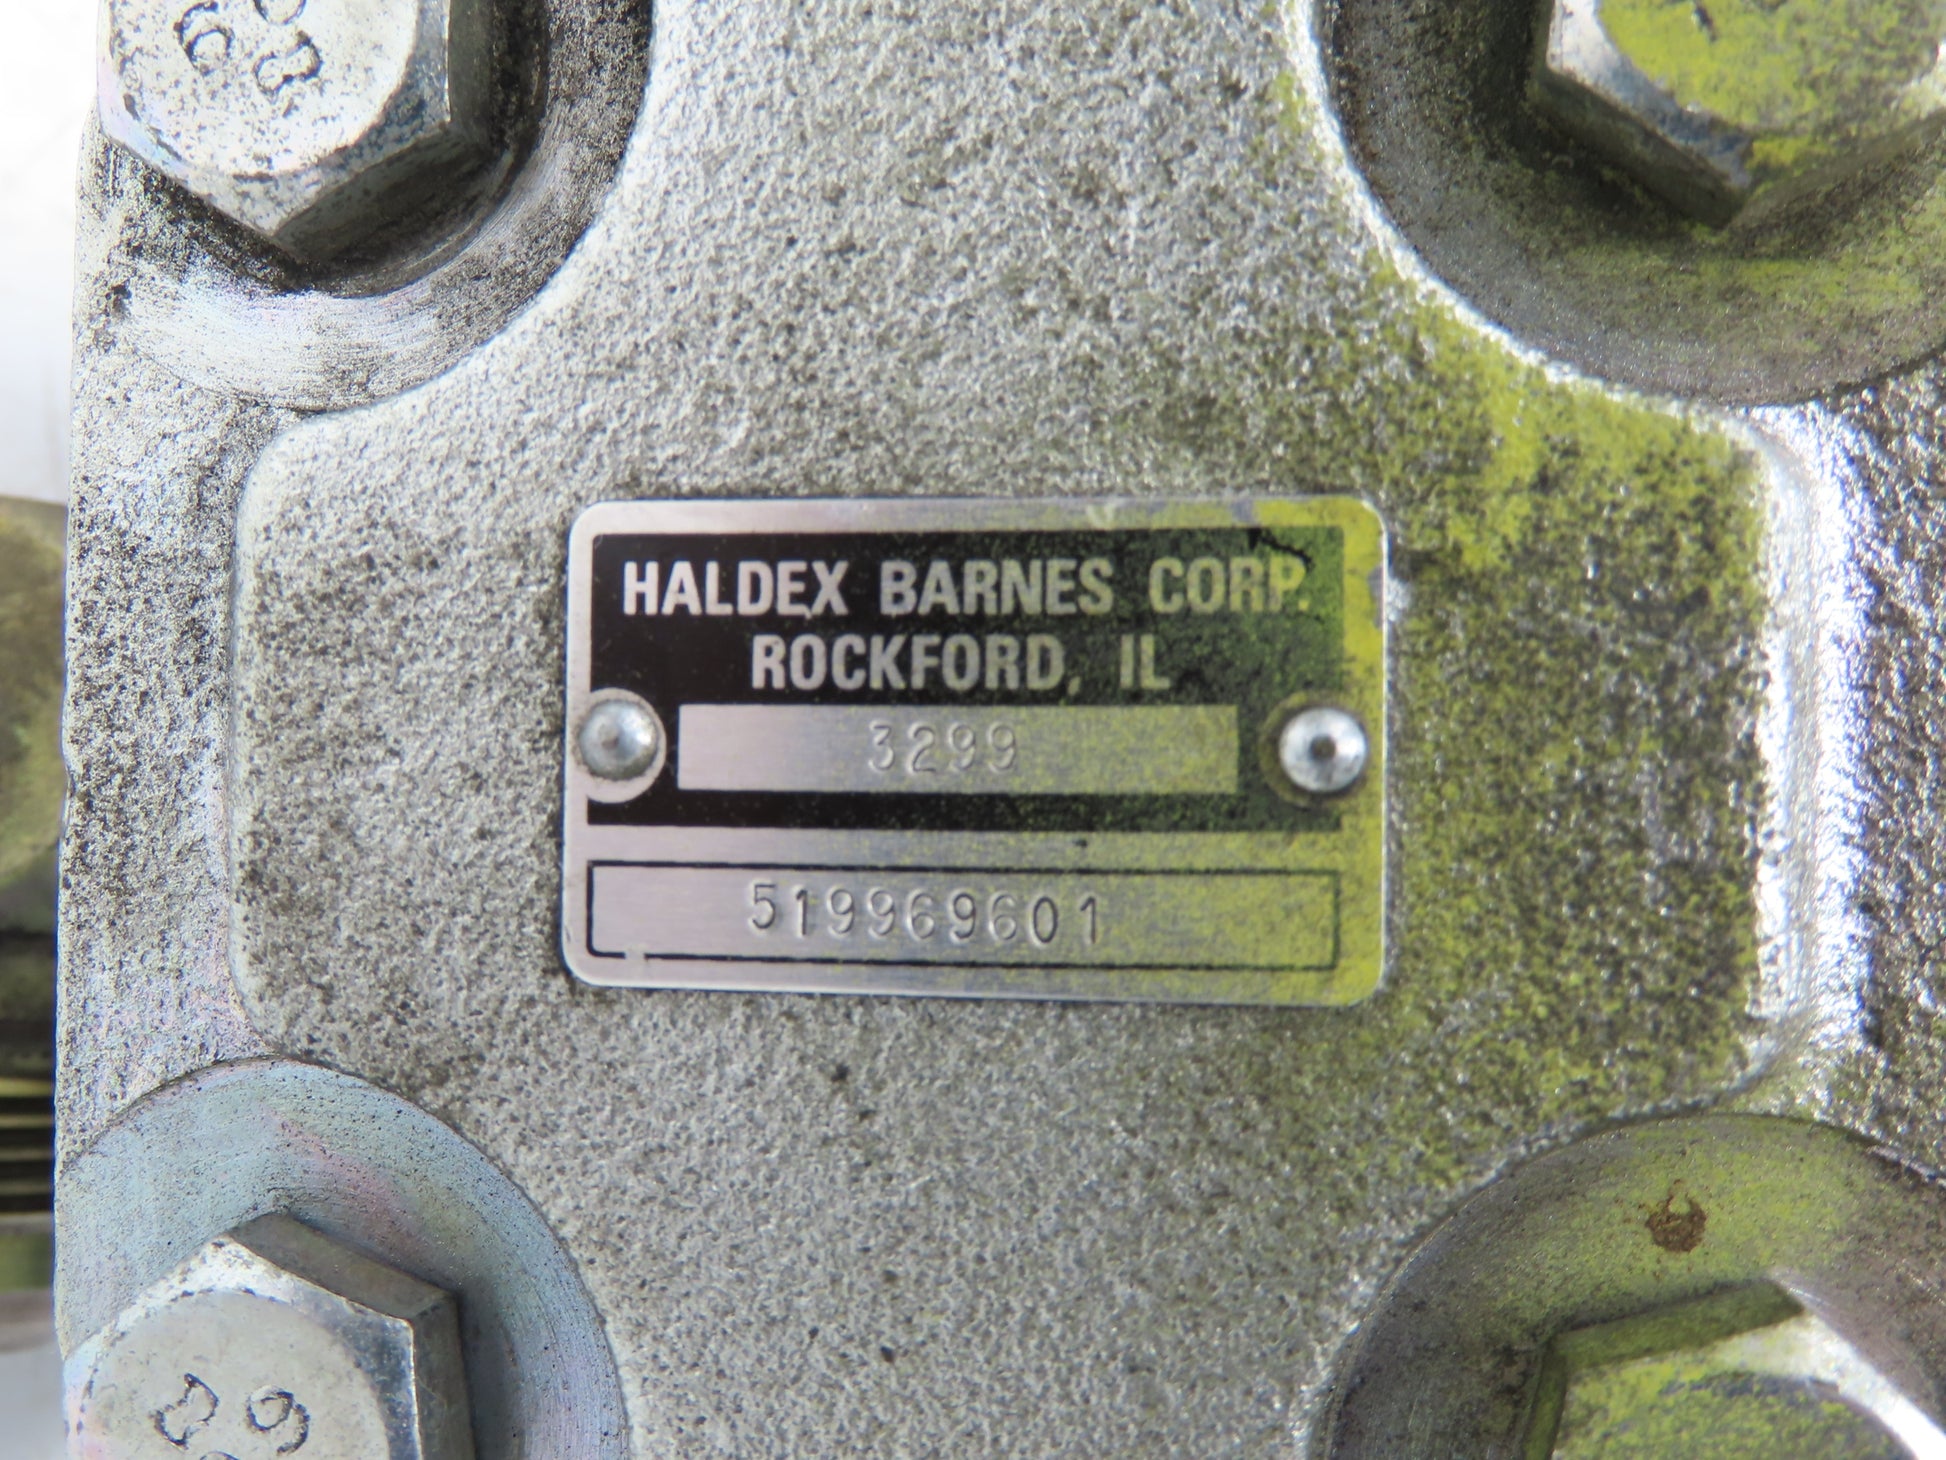 HALDEX BARNES CORP.
ROCKFORD, IL
3299
519969601